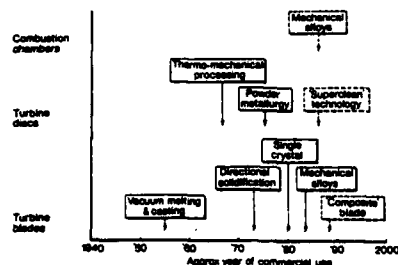 Mechanical
alloys
Combustion
chambers
Thermo-mechanical
processing
Powder
metallurgy
Superclean
technology
Turbine
discs
Single
crystal
Directional
solidification
Mechanical
alloys
Vacuum melting
& casting
Composite
blade
Turbine
blades
1940
'50
'60
'70
'80
'90
2000
Approx year of commercial use